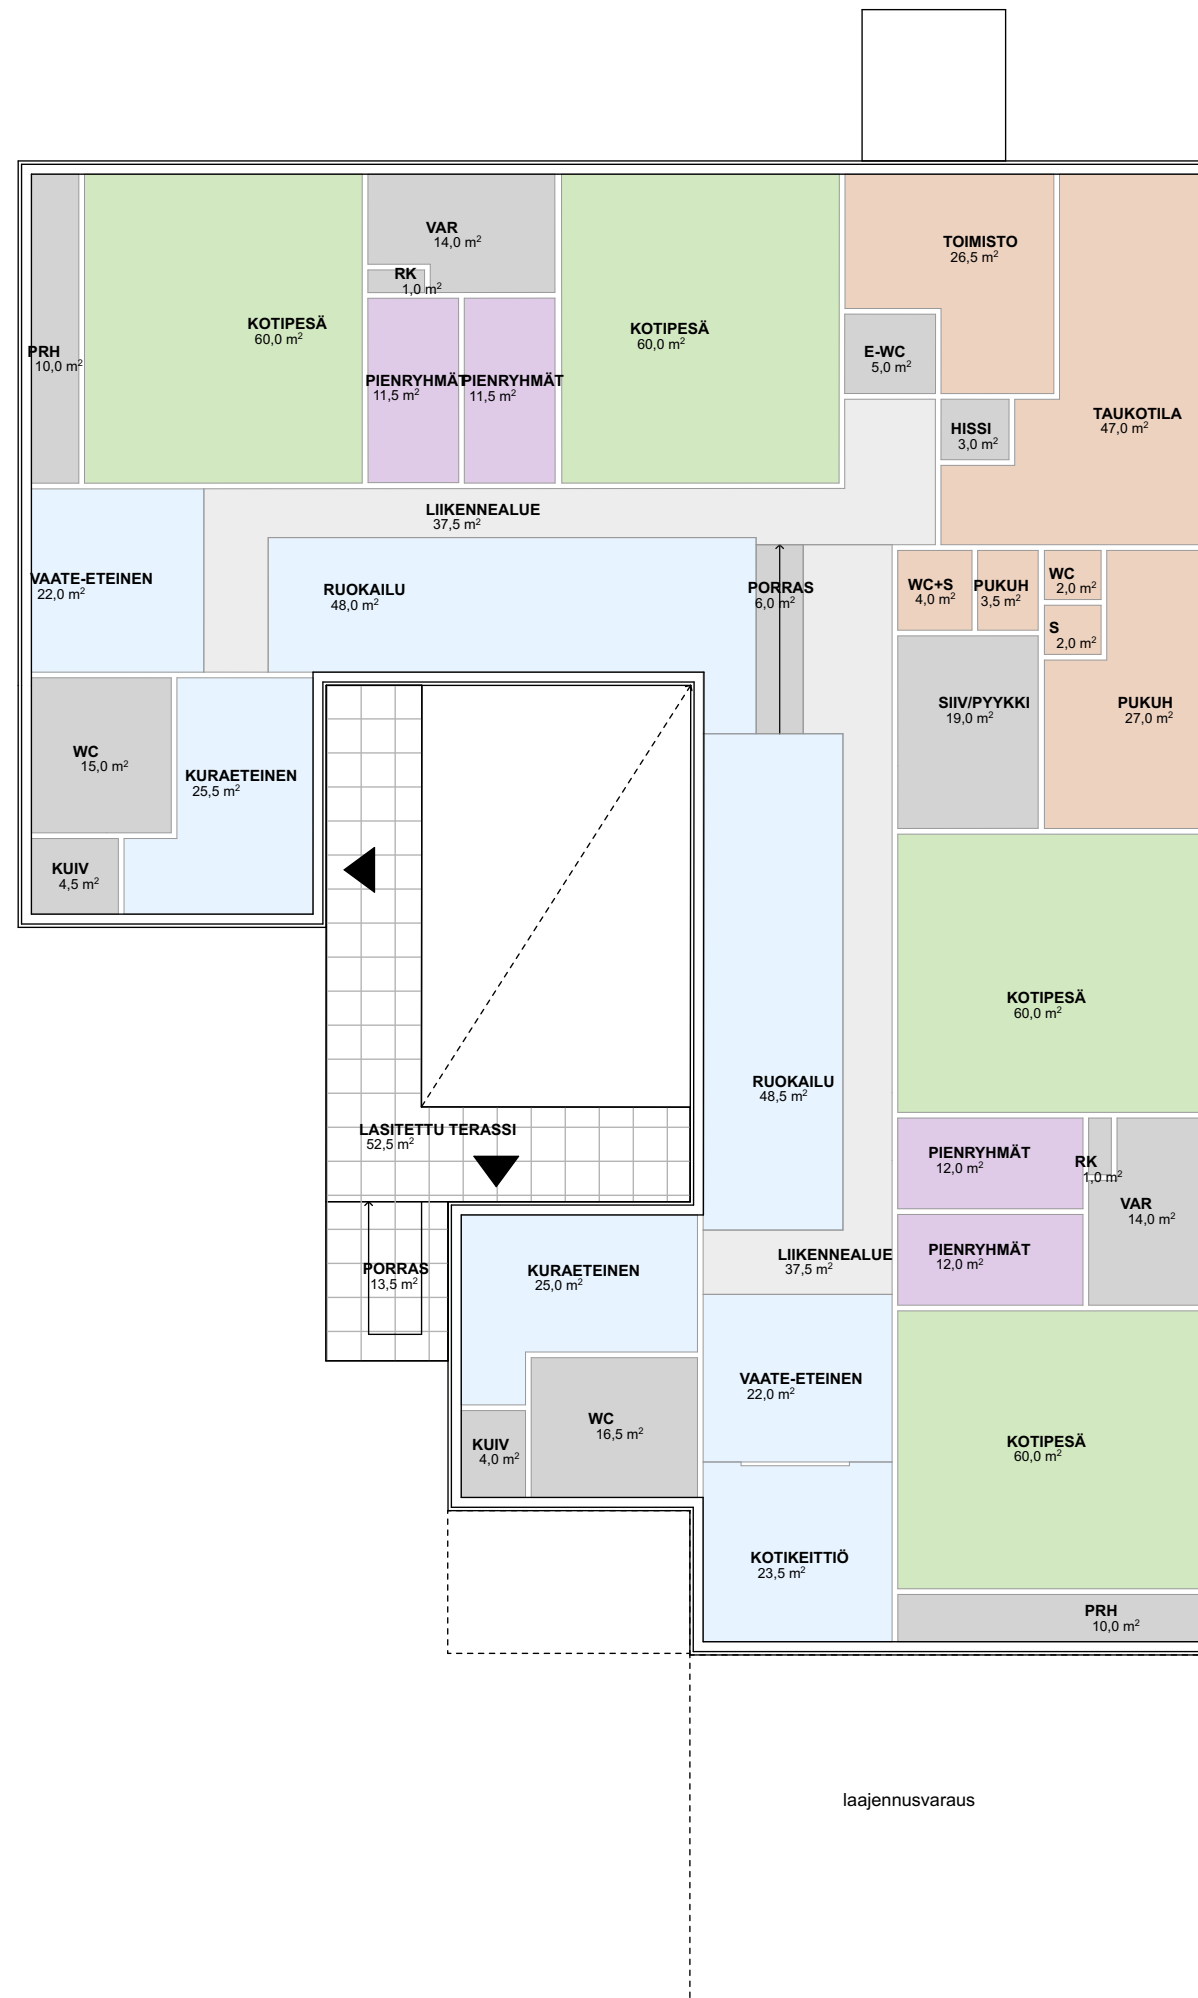 VAR
14,0 m²
TOIMISTO
26,5 m²
RK
1,0 m²
KOTIPESÄ
60,0 m²
KOTIPESÄ
60,0 m²
PRH
10,0 m²
E-WC
5,0 m²
PIENRYHMÄT
11,5 m²
PIENRYHMÄT
11,5 m²
TAUKOTILA
47,0 m²
HISSI
3,0 m²
LIIKENNEALUE
37,5 m²
VAATE-ETEINEN
22,0 m²
RUOKAILU
48,0 m²
PORRAS
6,0 m²
WC+S
4,0 m²
PUKUH
3,5 m²
WC
2,0 m²
S
2,0 m²
SIIV/PYYKKI
19,0 m²
PUKUH
27,0 m²
WC
15,0 m²
KURAETEINEN
25,5 m²
KUIV
4,5 m²
KOTIPESÄ
60,0 m²
RUOKAILU
48,5 m²
LASITETTU TERASSI
52,5 m²
PIENRYHMÄT
12,0 m²
RK
1,0 m²
VAR
14,0 m²
PIENRYHMÄT
12,0 m²
LIIKENNEALUE
37,5 m²
PORRAS
13,5 m²
KURAETEINEN
25,0 m²
VAATE-ETEINEN
22,0 m²
WC
16,5 m²
KUIV
4,0 m²
KOTIPESÄ
60,0 m²
KOTIKEITTIÖ
23,5 m²
PRH
10,0 m²
laajennusvaraus